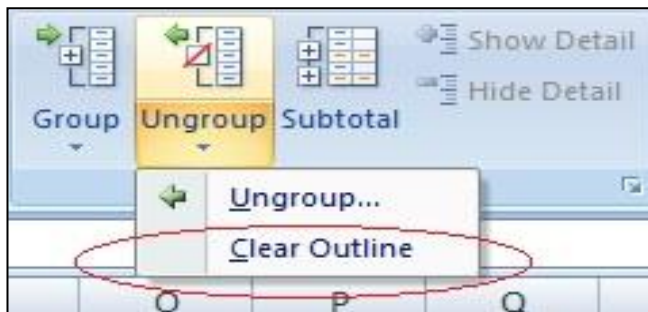 Show Detail
Hide Detail
Group Ungroup Subtotal
Ungroup...
Clear Outline
O P Q